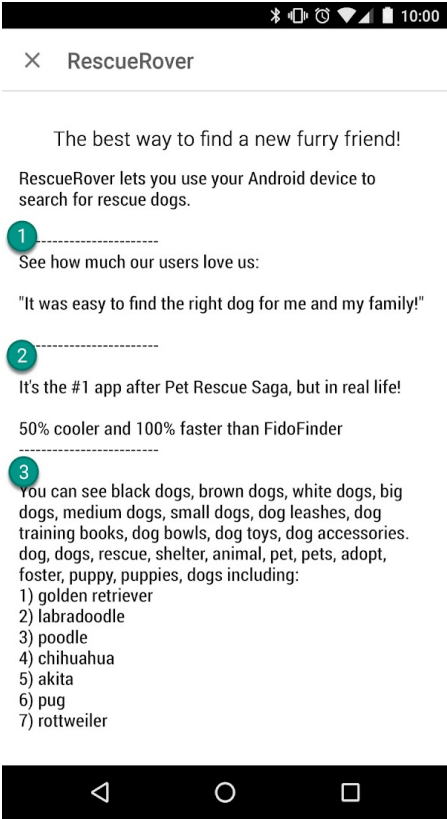 10:00
RescueRover
The best way to find a new furry friend!
RescueRover lets you use your Android device to
search for rescue dogs.
1
----------------------
See how much our users love us:
"It was easy to find the right dog for me and my family!"
----------------------
2
It's the #1 app after Pet Rescue Saga, but in real life!
50% cooler and 100% faster than FidoFinder
-------------------------
3
You can see black dogs, brown dogs, white dogs, big
dogs, medium dogs, small dogs, dog leashes, dog
training books, dog bowls, dog toys, dog accessories.
dog, dogs, rescue, shelter, animal, pet, pets, adopt,
foster, puppy, puppies, dogs including:
1) golden retriever
2) labradoodle
3) poodle
4) chihuahua
5) akita
6) pug
7) rottweiler